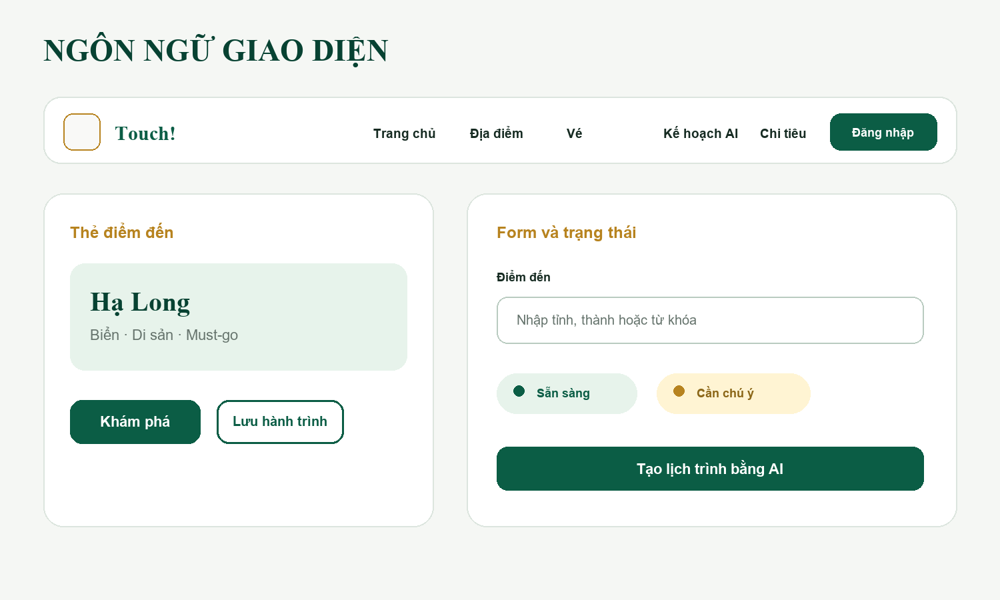 NGÔN NGỮ GIAO DIỆN
Touch!
Trang chủ
Địa điểm
Vé
Kế hoạch AI
Chi tiêu
Đăng nhập
Thẻ điểm đến
Hạ Long
Biển · Di sản · Must-go
Khám phá
Lưu hành trình
Form và trạng thái
Điểm đến
Nhập tỉnh, thành hoặc từ khóa
Sẵn sàng
Cần chú ý
Tạo lịch trình bằng AI